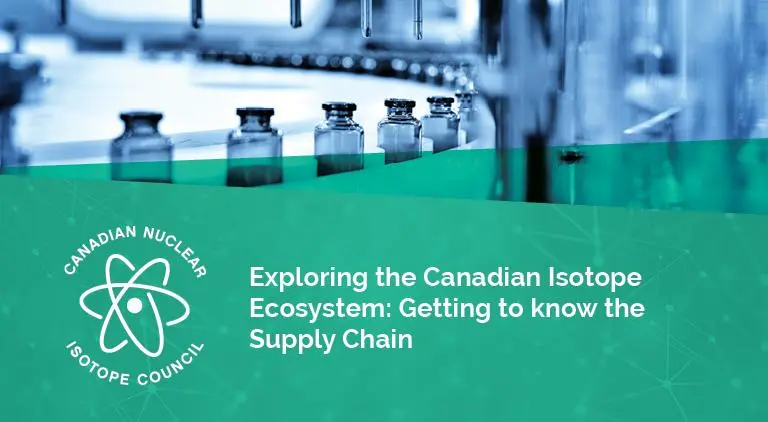 CANADIAN NUCLEAR
ISOTOPE COUNCIL
Exploring the Canadian Isotope
Ecosystem: Getting to know the
Supply Chain